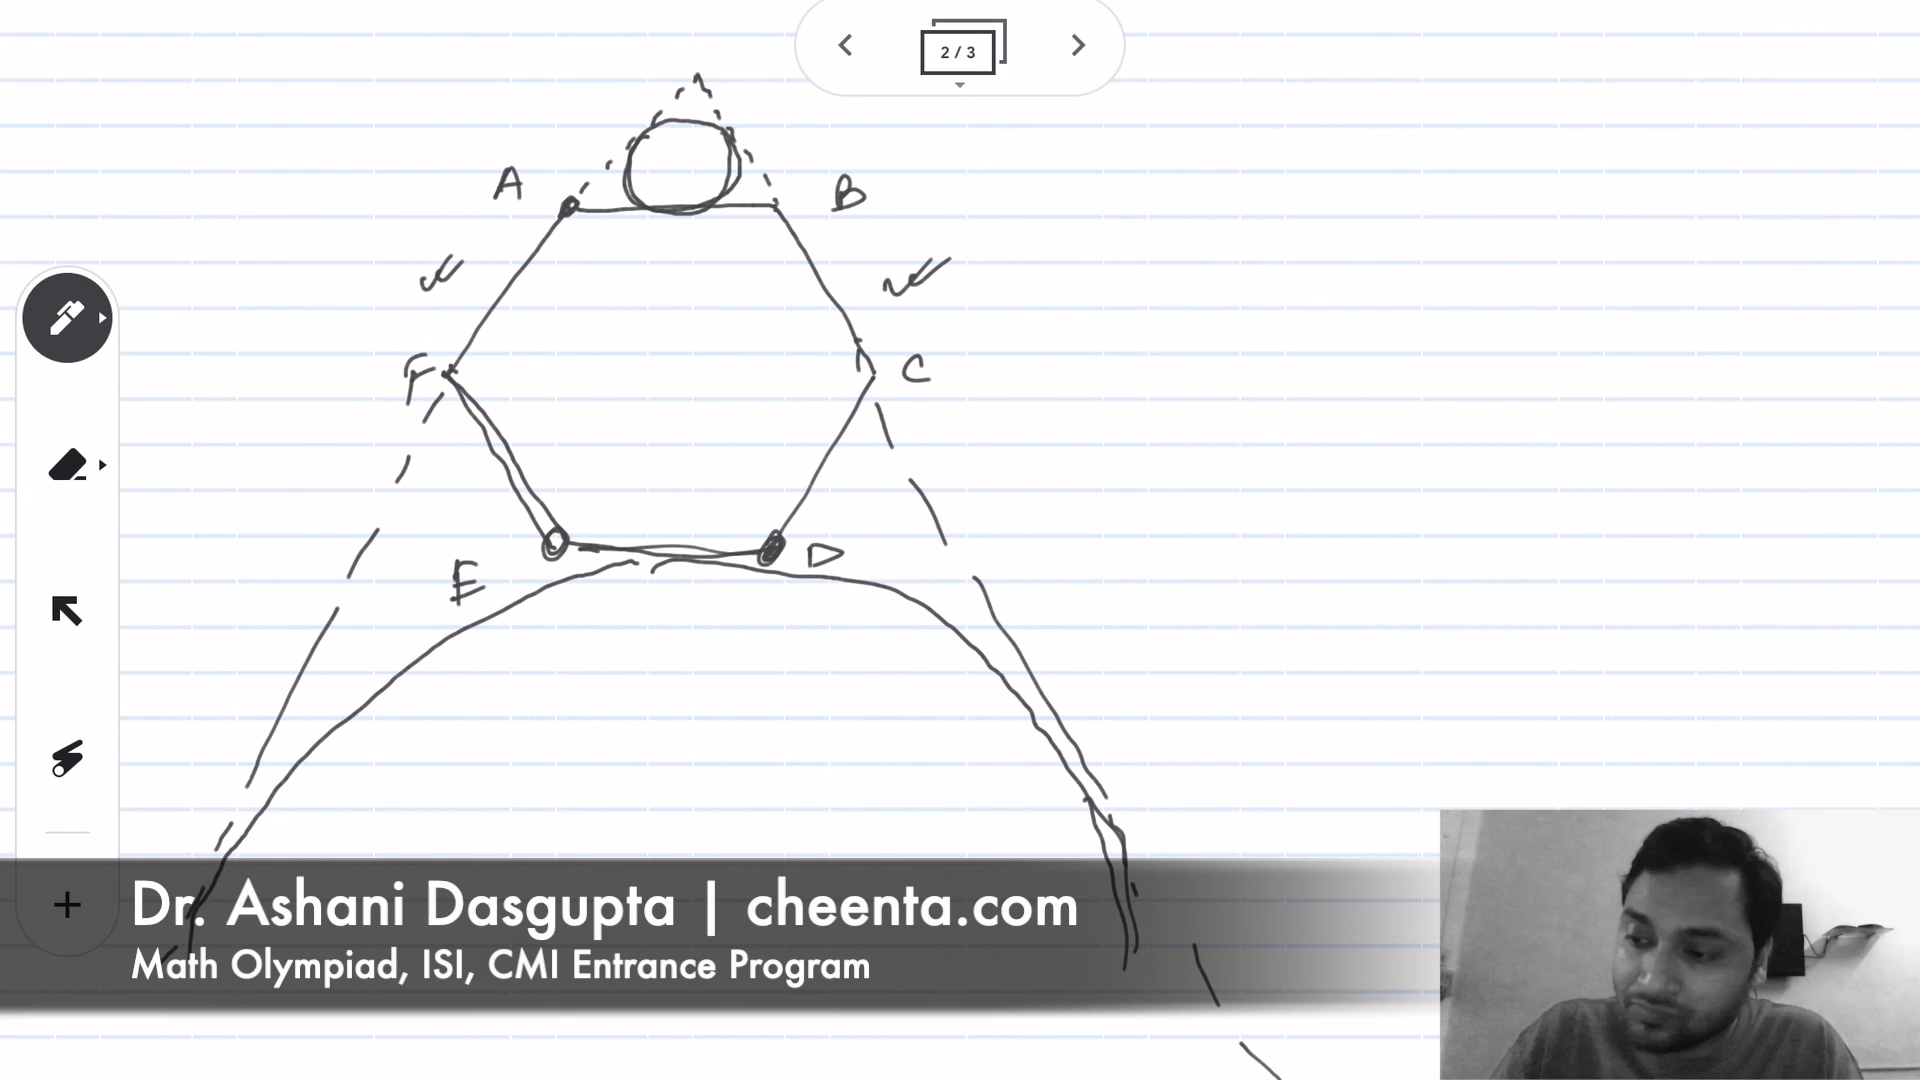 2 / 3
A
B
F
C
E
D
Dr. Ashani Dasgupta | cheenta.com
Math Olympiad, ISI, CMI Entrance Program